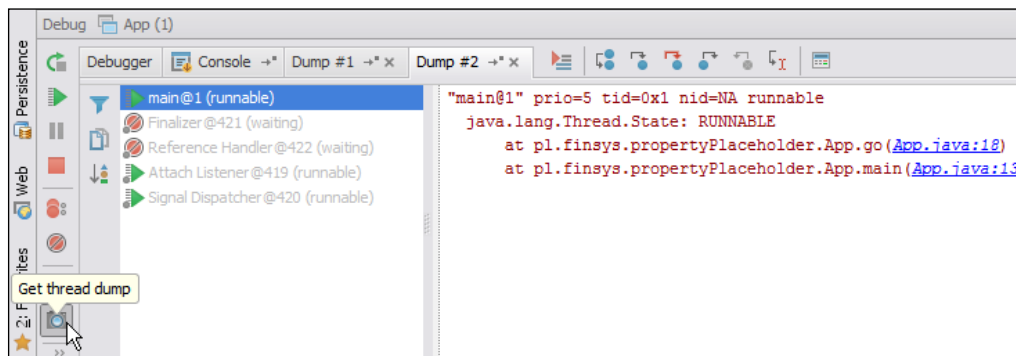 Debug App (1)
Persistence
Web
2: F
ites
Debugger Console →" Dump #1 →" × Dump #2 →" ×
main@1 (runnable)
Finalizer@421 (waiting)
Reference Handler@422 (waiting)
Attach Listener@419 (runnable)
Signal Dispatcher@420 (runnable)
"main@1" prio=5 tid=0x1 nid=NA runnable
java.lang.Thread.State: RUNNABLE
at pl.finsys.propertyPlaceholder.App.go(App.java:18)
at pl.finsys.propertyPlaceholder.App.main(App.java:13
Get thread dump